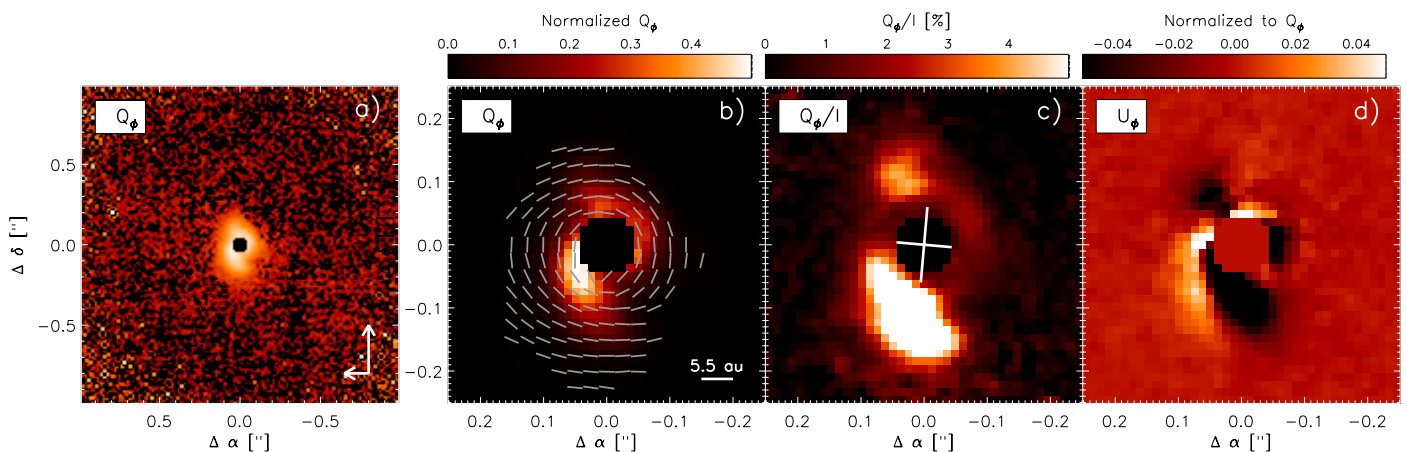 Normalized Qϕ
Qϕ/I [%]
Normalized to Qϕ
0.0 0.1 0.2 0.3 0.4
0 1 2 3 4
-0.04 -0.02 0.00 0.02 0.04
Qϕ a)
Qϕ b)
Qϕ/I c)
Uϕ d)
0.5
0.0
-0.5
Δ δ ["]
0.2
0.1
0.0
-0.1
-0.2
5.5 au
0.5 0.0 -0.5
0.2 0.1 0.0 -0.1 -0.2
0.2 0.1 0.0 -0.1 -0.2
0.2 0.1 0.0 -0.1 -0.2
Δ α ["]
Δ α ["]
Δ α ["]
Δ α ["]